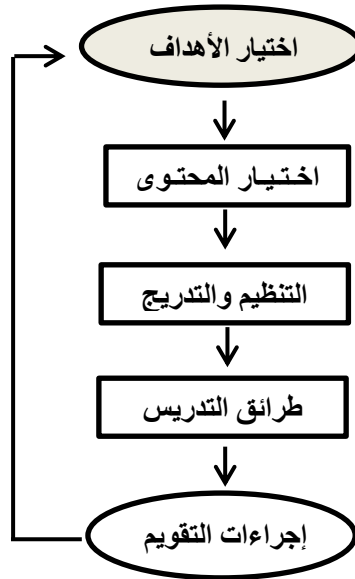 اختيار الأهداف
اختيار المحتوى
التنظيم والتدريج
طرائق التدريس
إجراءات التقويم